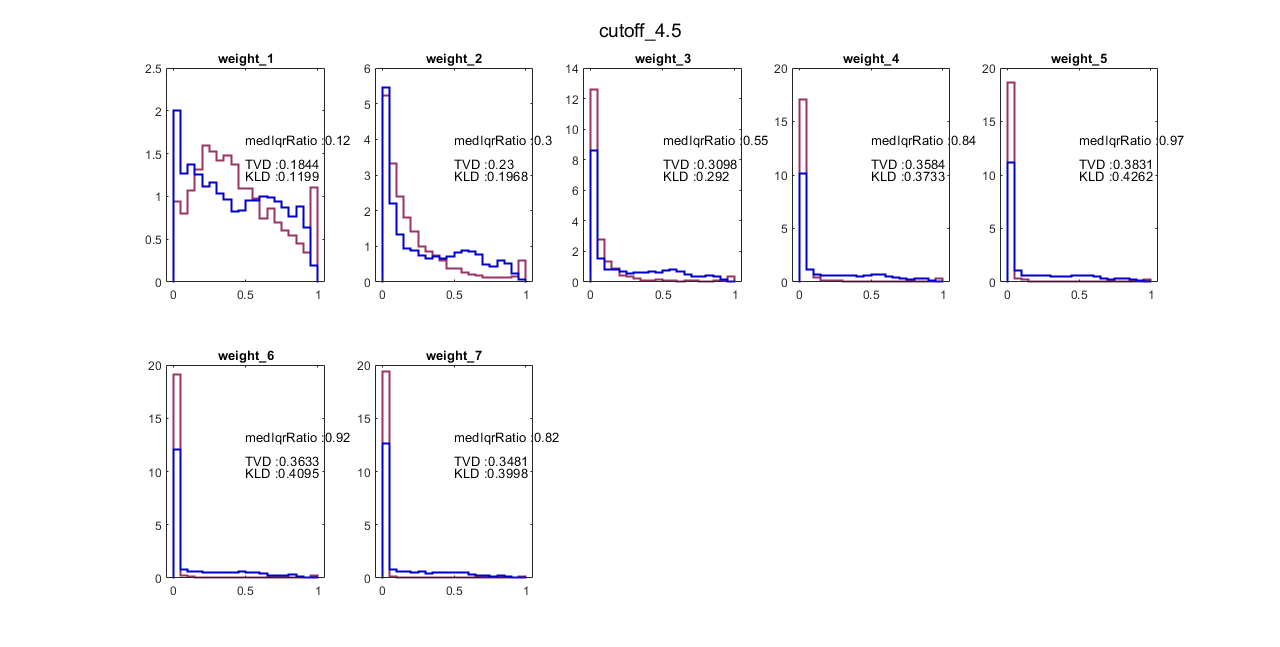 cutoff_4.5
weight_1
2.5
2
1.5
1
0.5
0
0 0.5 1
medIqrRatio :0.12
TVD :0.1844
KLD :0.1199
weight_2
6
5
4
3
2
1
0
0 0.5 1
medIqrRatio :0.3
TVD :0.23
KLD :0.1968
weight_3
14
12
10
8
6
4
2
0
0 0.5 1
medIqrRatio :0.55
TVD :0.3098
KLD :0.292
weight_4
20
15
10
5
0
0 0.5 1
medIqrRatio :0.84
TVD :0.3584
KLD :0.3733
weight_5
20
15
10
5
0
0 0.5 1
medIqrRatio :0.97
TVD :0.3831
KLD :0.4262
weight_6
20
15
10
5
0
0 0.5 1
medIqrRatio :0.92
TVD :0.3633
KLD :0.4095
weight_7
20
15
10
5
0
0 0.5 1
medIqrRatio :0.82
TVD :0.3481
KLD :0.3998